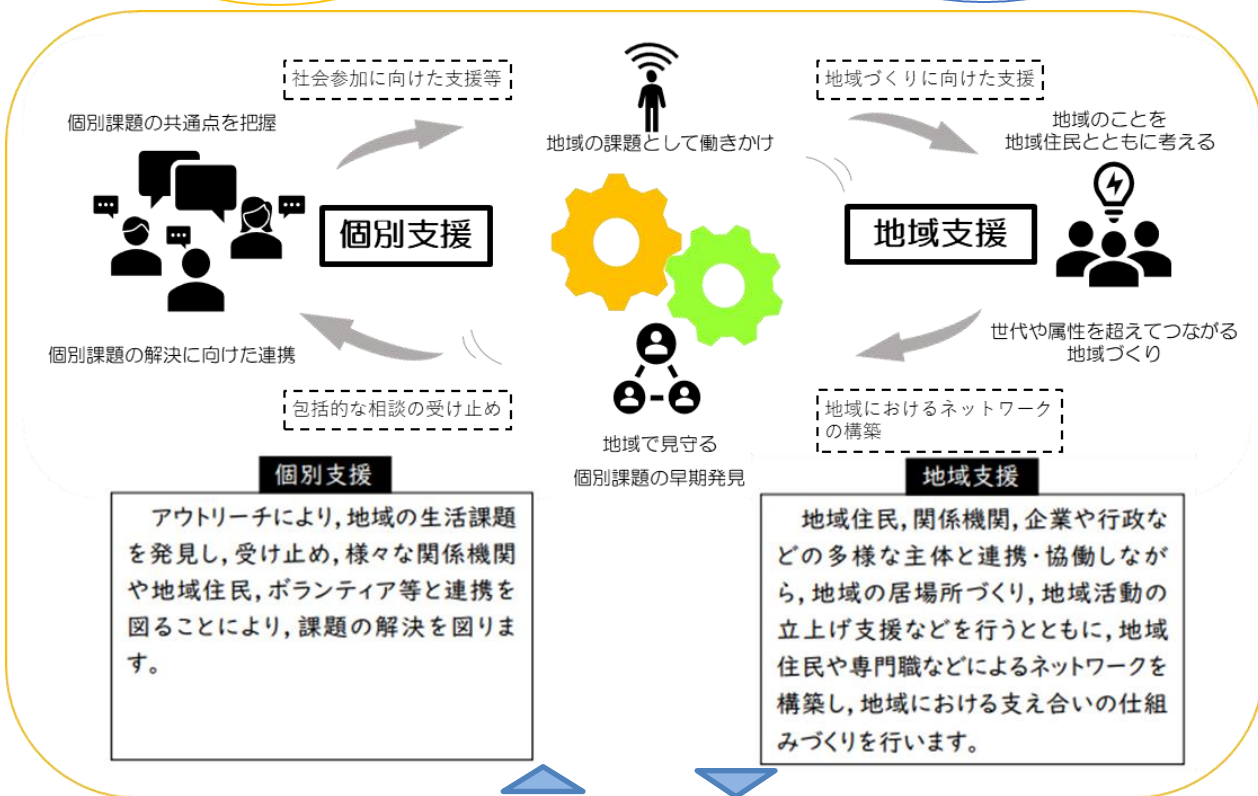 社会参加に向けた支援等
地域づくりに向けた支援
個別課題の共通点を把握
地域の課題として働きかけ
地域のことを
地域住民とともに考える
個別支援
地域支援
個別課題の解決に向けた連携
世代や属性を超えてつながる
地域づくり
包括的な相談の受け止め
地域におけるネットワーク
の構築
地域で見守る
個別課題の早期発見
個別支援
アウトリーチにより,地域の生活課題
を発見し,受け止め,様々な関係機関
や地域住民,ボランティア等と連携を
図ることにより,課題の解決を図りま
す。
地域支援
地域住民,関係機関,企業や行政な
どの多様な主体と連携・協働しなが
ら,地域の居場所づくり,地域活動の
立上げ支援などを行うとともに,地域
住民や専門職などによるネットワークを
構築し,地域における支え合いの仕組
みづくりを行います。